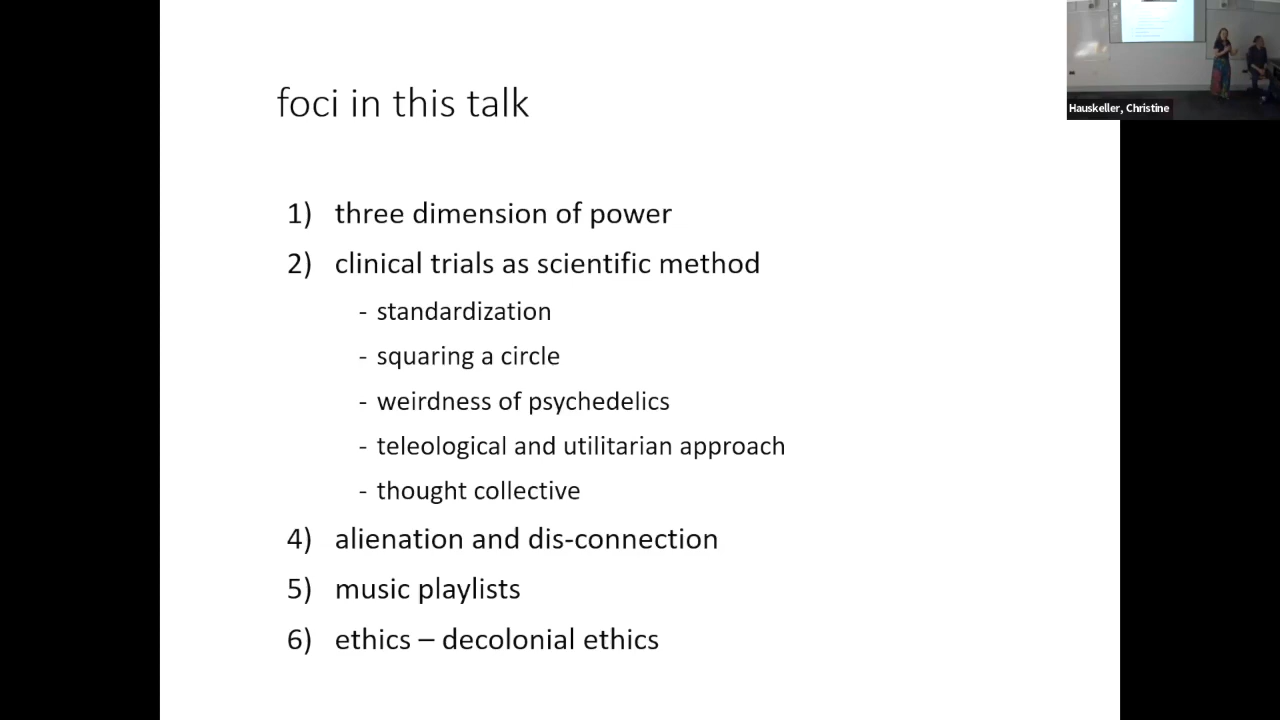 foci in this talk
1) three dimension of power
2) clinical trials as scientific method
- standardization
- squaring a circle
- weirdness of psychedelics
- teleological and utilitarian approach
- thought collective
4) alienation and dis-connection
5) music playlists
6) ethics – decolonial ethics
Hauskeller, Christine